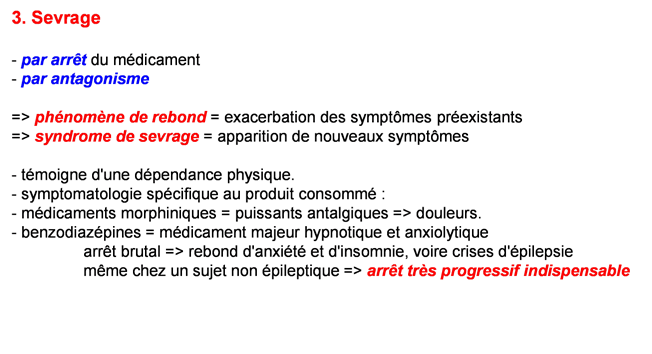 3. Sevrage
- par arrêt du médicament
- par antagonisme
=> phénomène de rebond = exacerbation des symptômes préexistants
=> syndrome de sevrage = apparition de nouveaux symptômes
- témoigne d'une dépendance physique.
- symptomatologie spécifique au produit consommé :
- médicaments morphiniques = puissants antalgiques => douleurs.
- benzodiazépines = médicament majeur hypnotique et anxiolytique
arrêt brutal => rebond d'anxiété et d'insomnie, voire crises d'épilepsie
même chez un sujet non épileptique => arrêt très progressif indispensable